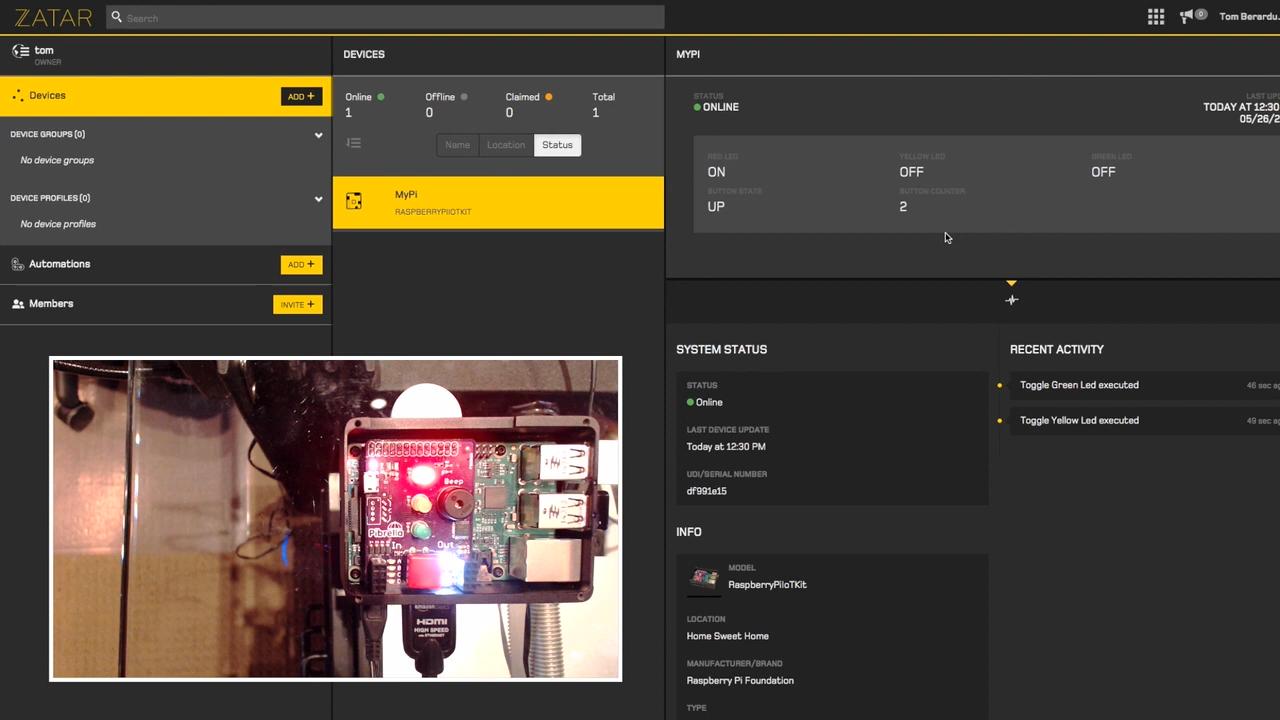 ZATAR
Search
0
Tom Berardu
tom
OWNER
Devices
ADD +
DEVICE GROUPS (0)
No device groups
DEVICE PROFILES (0)
No device profiles
Automations
ADD +
Members
INVITE +
DEVICES
Online
Offline
Claimed
Total
1
0
0
1
Name
Location
Status
MyPi
RASPBERRYPIIOTKIT
MYPI
STATUS
ONLINE
LAST UPD
TODAY AT 12:30
05/26/2
RED LED
YELLOW LED
GREEN LED
ON
OFF
OFF
BUTTON STATE
BUTTON COUNTER
UP
2
SYSTEM STATUS
STATUS
Online
LAST DEVICE UPDATE
Today at 12:30 PM
UDI/SERIAL NUMBER
df991e15
INFO
MODEL
RaspberryPiIoTKit
LOCATION
Home Sweet Home
MANUFACTURER/BRAND
Raspberry Pi Foundation
TYPE
RECENT ACTIVITY
Toggle Green Led executed
46 sec ag
Toggle Yellow Led executed
49 sec ag
Beep
Pibrella
In
Out
HDMI
HIGH SPEED